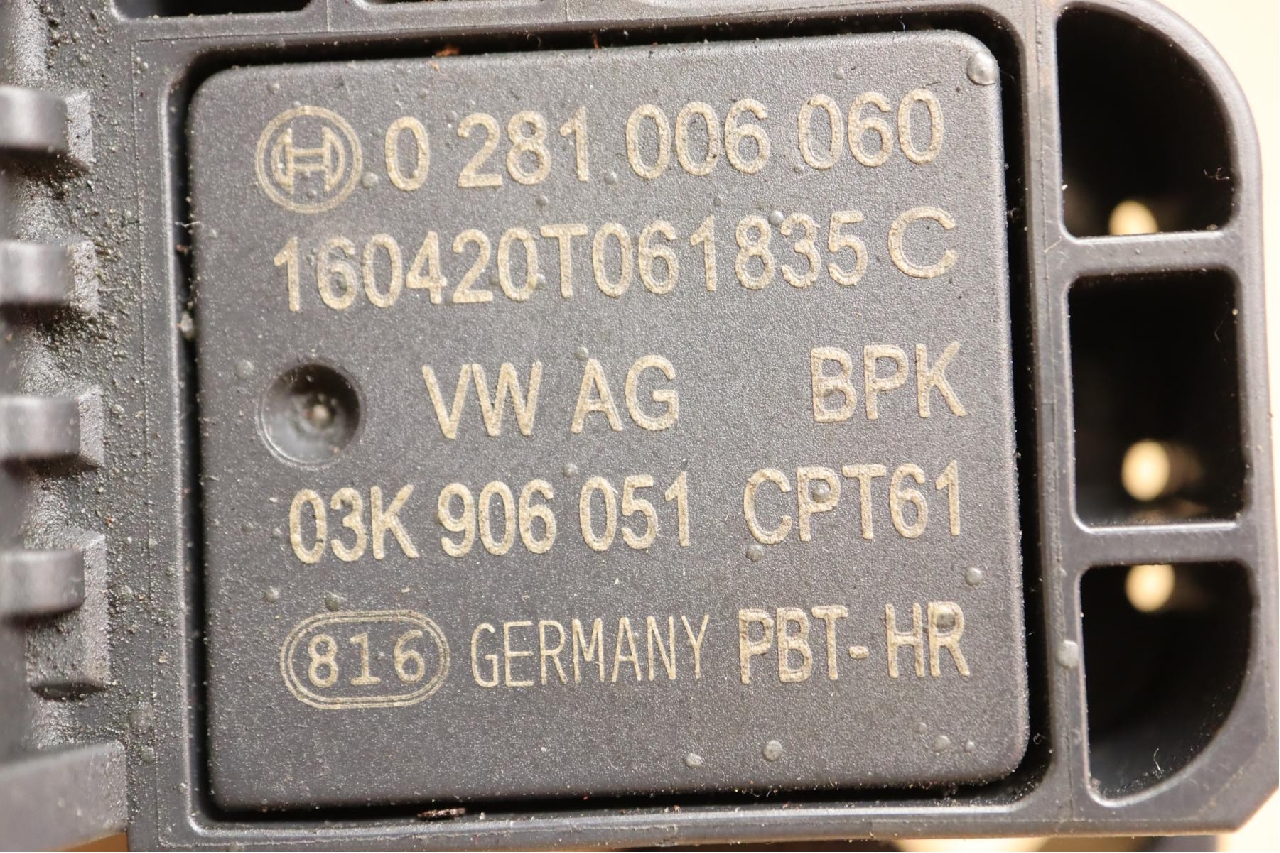 0 281 006 060
160420T061835 C
VW AG BPK
03K 906 051 CPT61
816 GERMANY PBT-HR